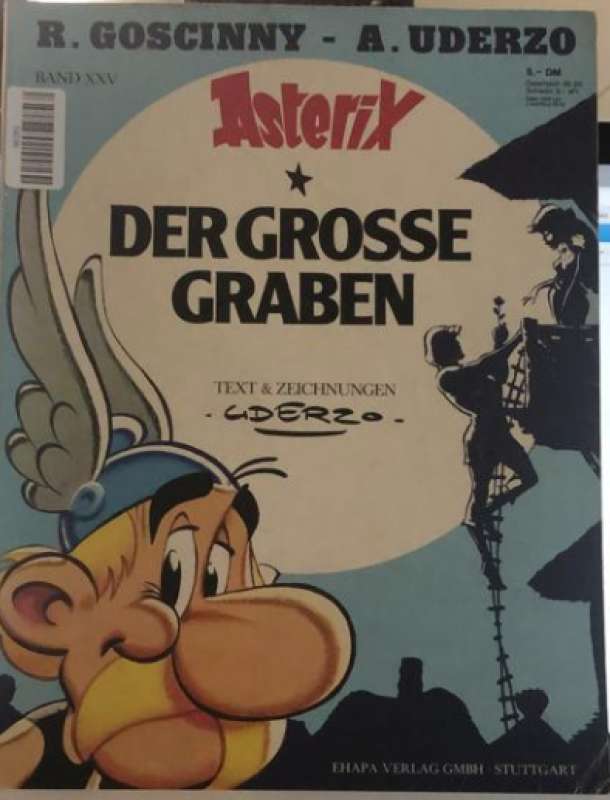 R. GOSCINNY - A. UDERZO
BAND XXV
5,– DM
Asterix
DER GROSSE
GRABEN
TEXT & ZEICHNUNGEN
UDERZO
EHAPA VERLAG GMBH · STUTTGART